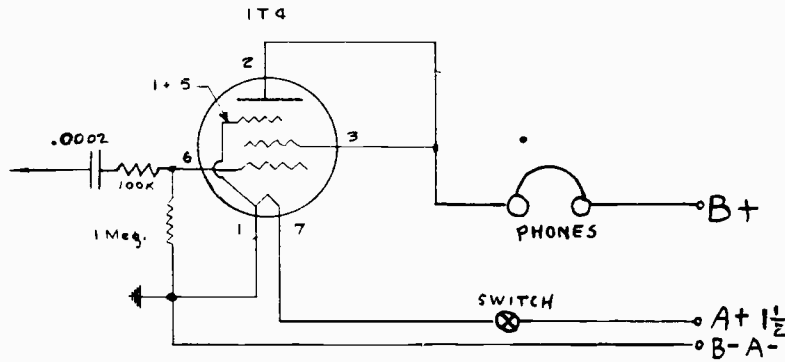 1T4
2
1 + 5
3
.0002
6
100K
B+
PHONES
1 Meg.
1
7
SWITCH
A+ 1½
B- A-